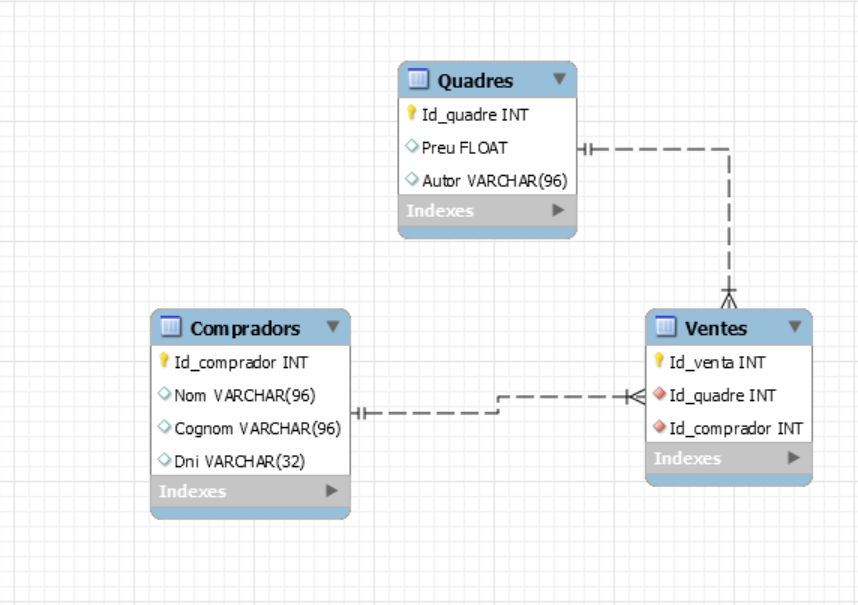 Quadres
Id_quadre INT
Preu FLOAT
Autor VARCHAR(96)
Indexes
Compradors
Id_comprador INT
Nom VARCHAR(96)
Cognom VARCHAR(96)
Dni VARCHAR(32)
Indexes
Ventes
Id_venta INT
Id_quadre INT
Id_comprador INT
Indexes